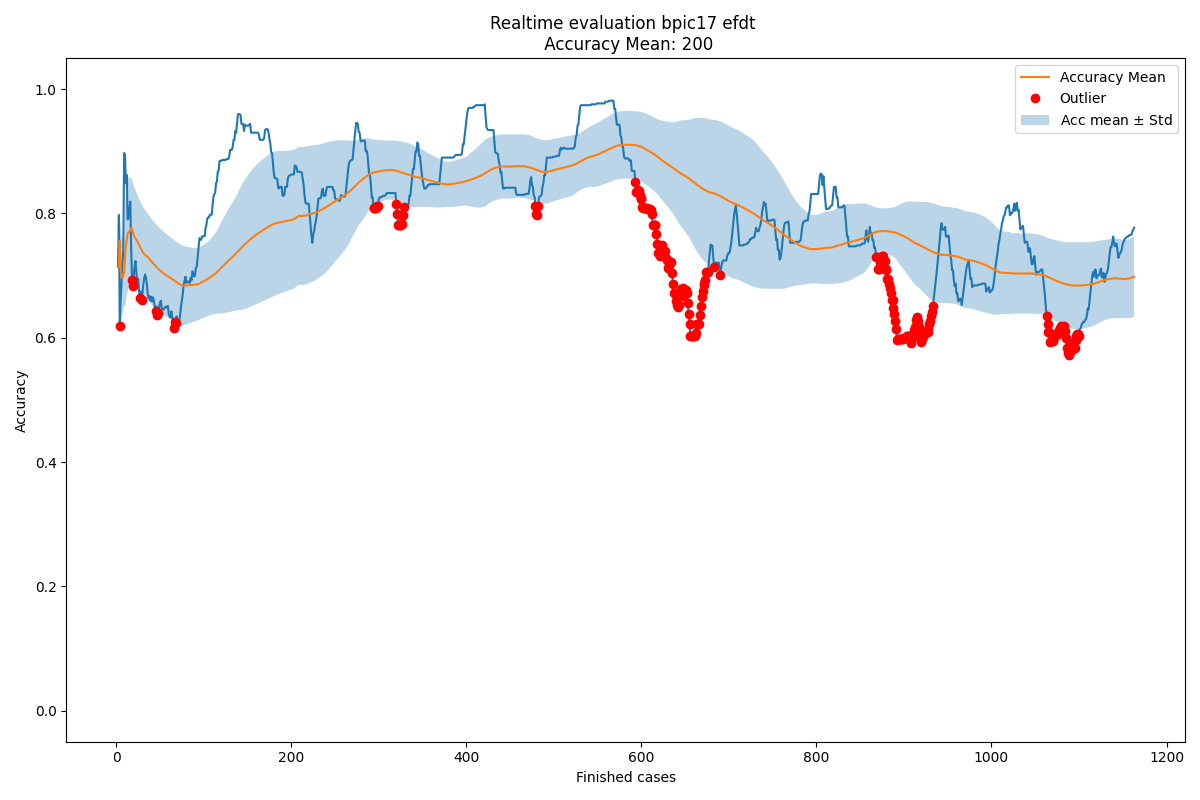 Realtime evaluation bpic17 efdt
Accuracy Mean: 200
Accuracy Mean
Outlier
Acc mean ± Std
1.0
0.8
0.6
0.4
0.2
0.0
Accuracy
0 200 400 600 800 1000 1200
Finished cases